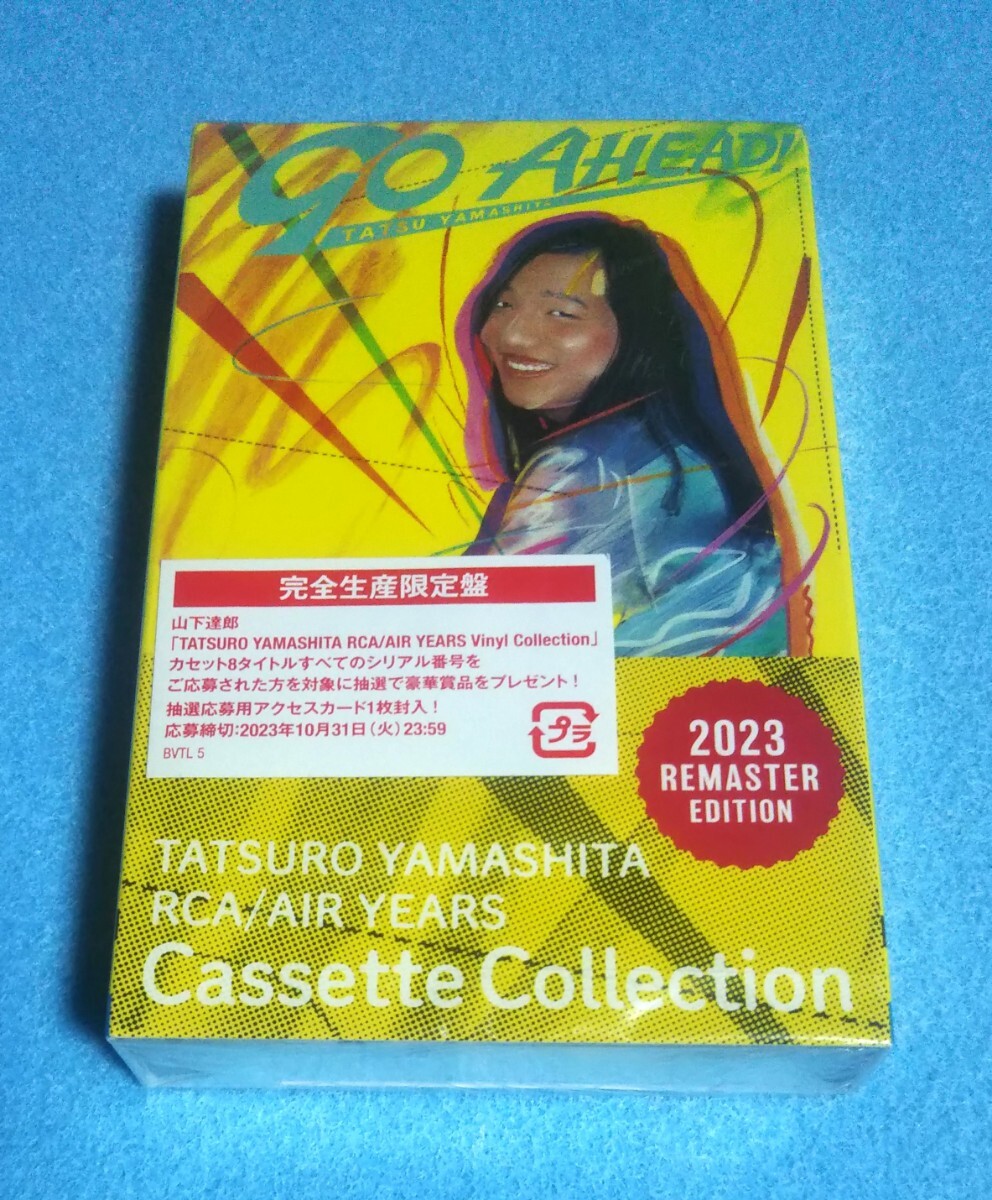 GO AHEAD!
TATSU YAMASHITA
完全生産限定盤
山下達郎
「TATSURO YAMASHITA RCA/AIR YEARS Vinyl Collection」
カセット8タイトルすべてのシリアル番号を
ご応募された方を対象に抽選で豪華賞品をプレゼント！
抽選応募用アクセスカード1枚封入！
応募締切:2023年10月31日(火)23:59
BVTL 5
プラ
2023
REMASTER
EDITION
TATSURO YAMASHITA
RCA/AIR YEARS
Cassette Collection